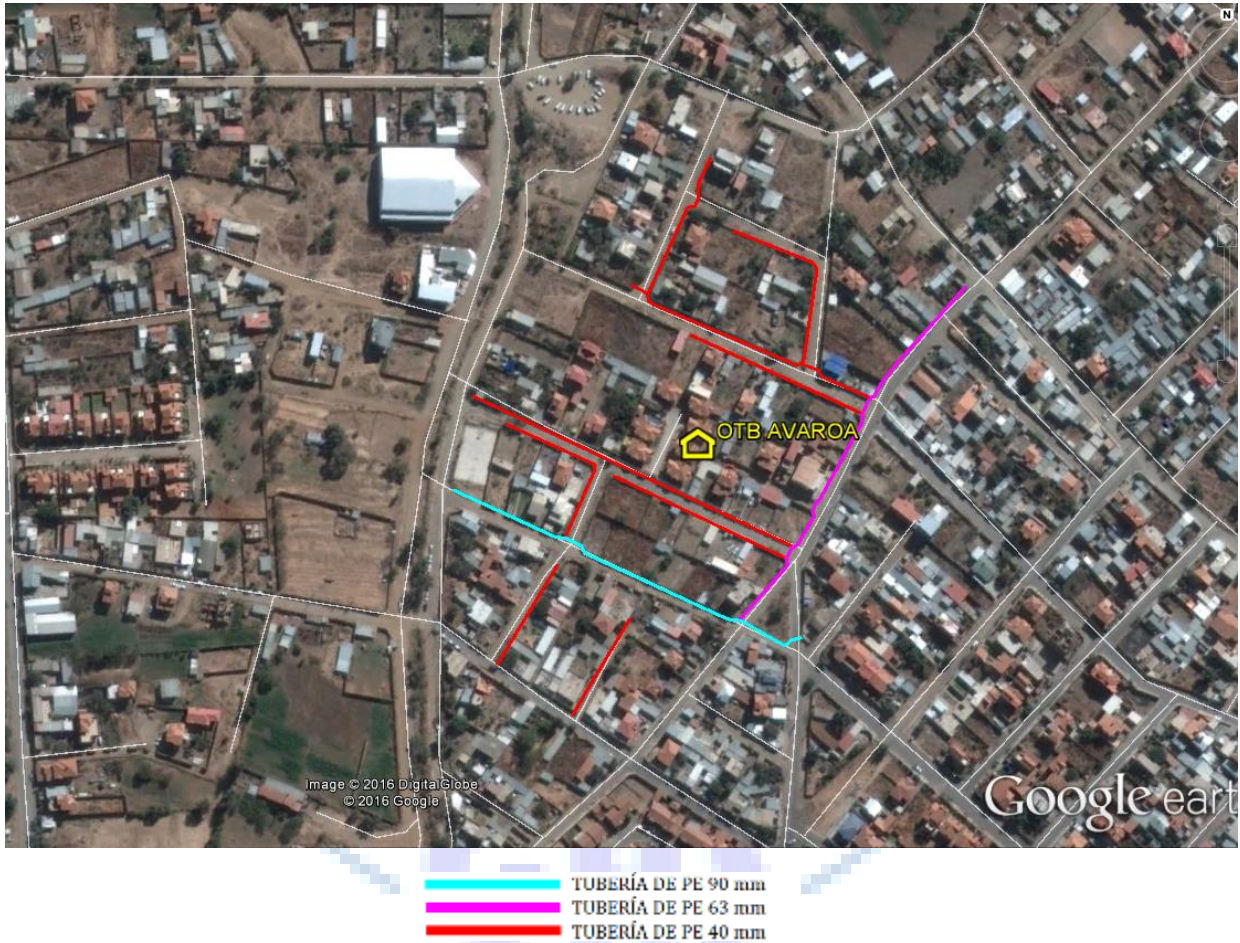 N
OTB AVAROA
Image © 2016 DigitalGlobe
© 2016 Google
Google eart
TUBERÍA DE PE 90 mm
TUBERÍA DE PE 63 mm
TUBERÍA DE PE 40 mm